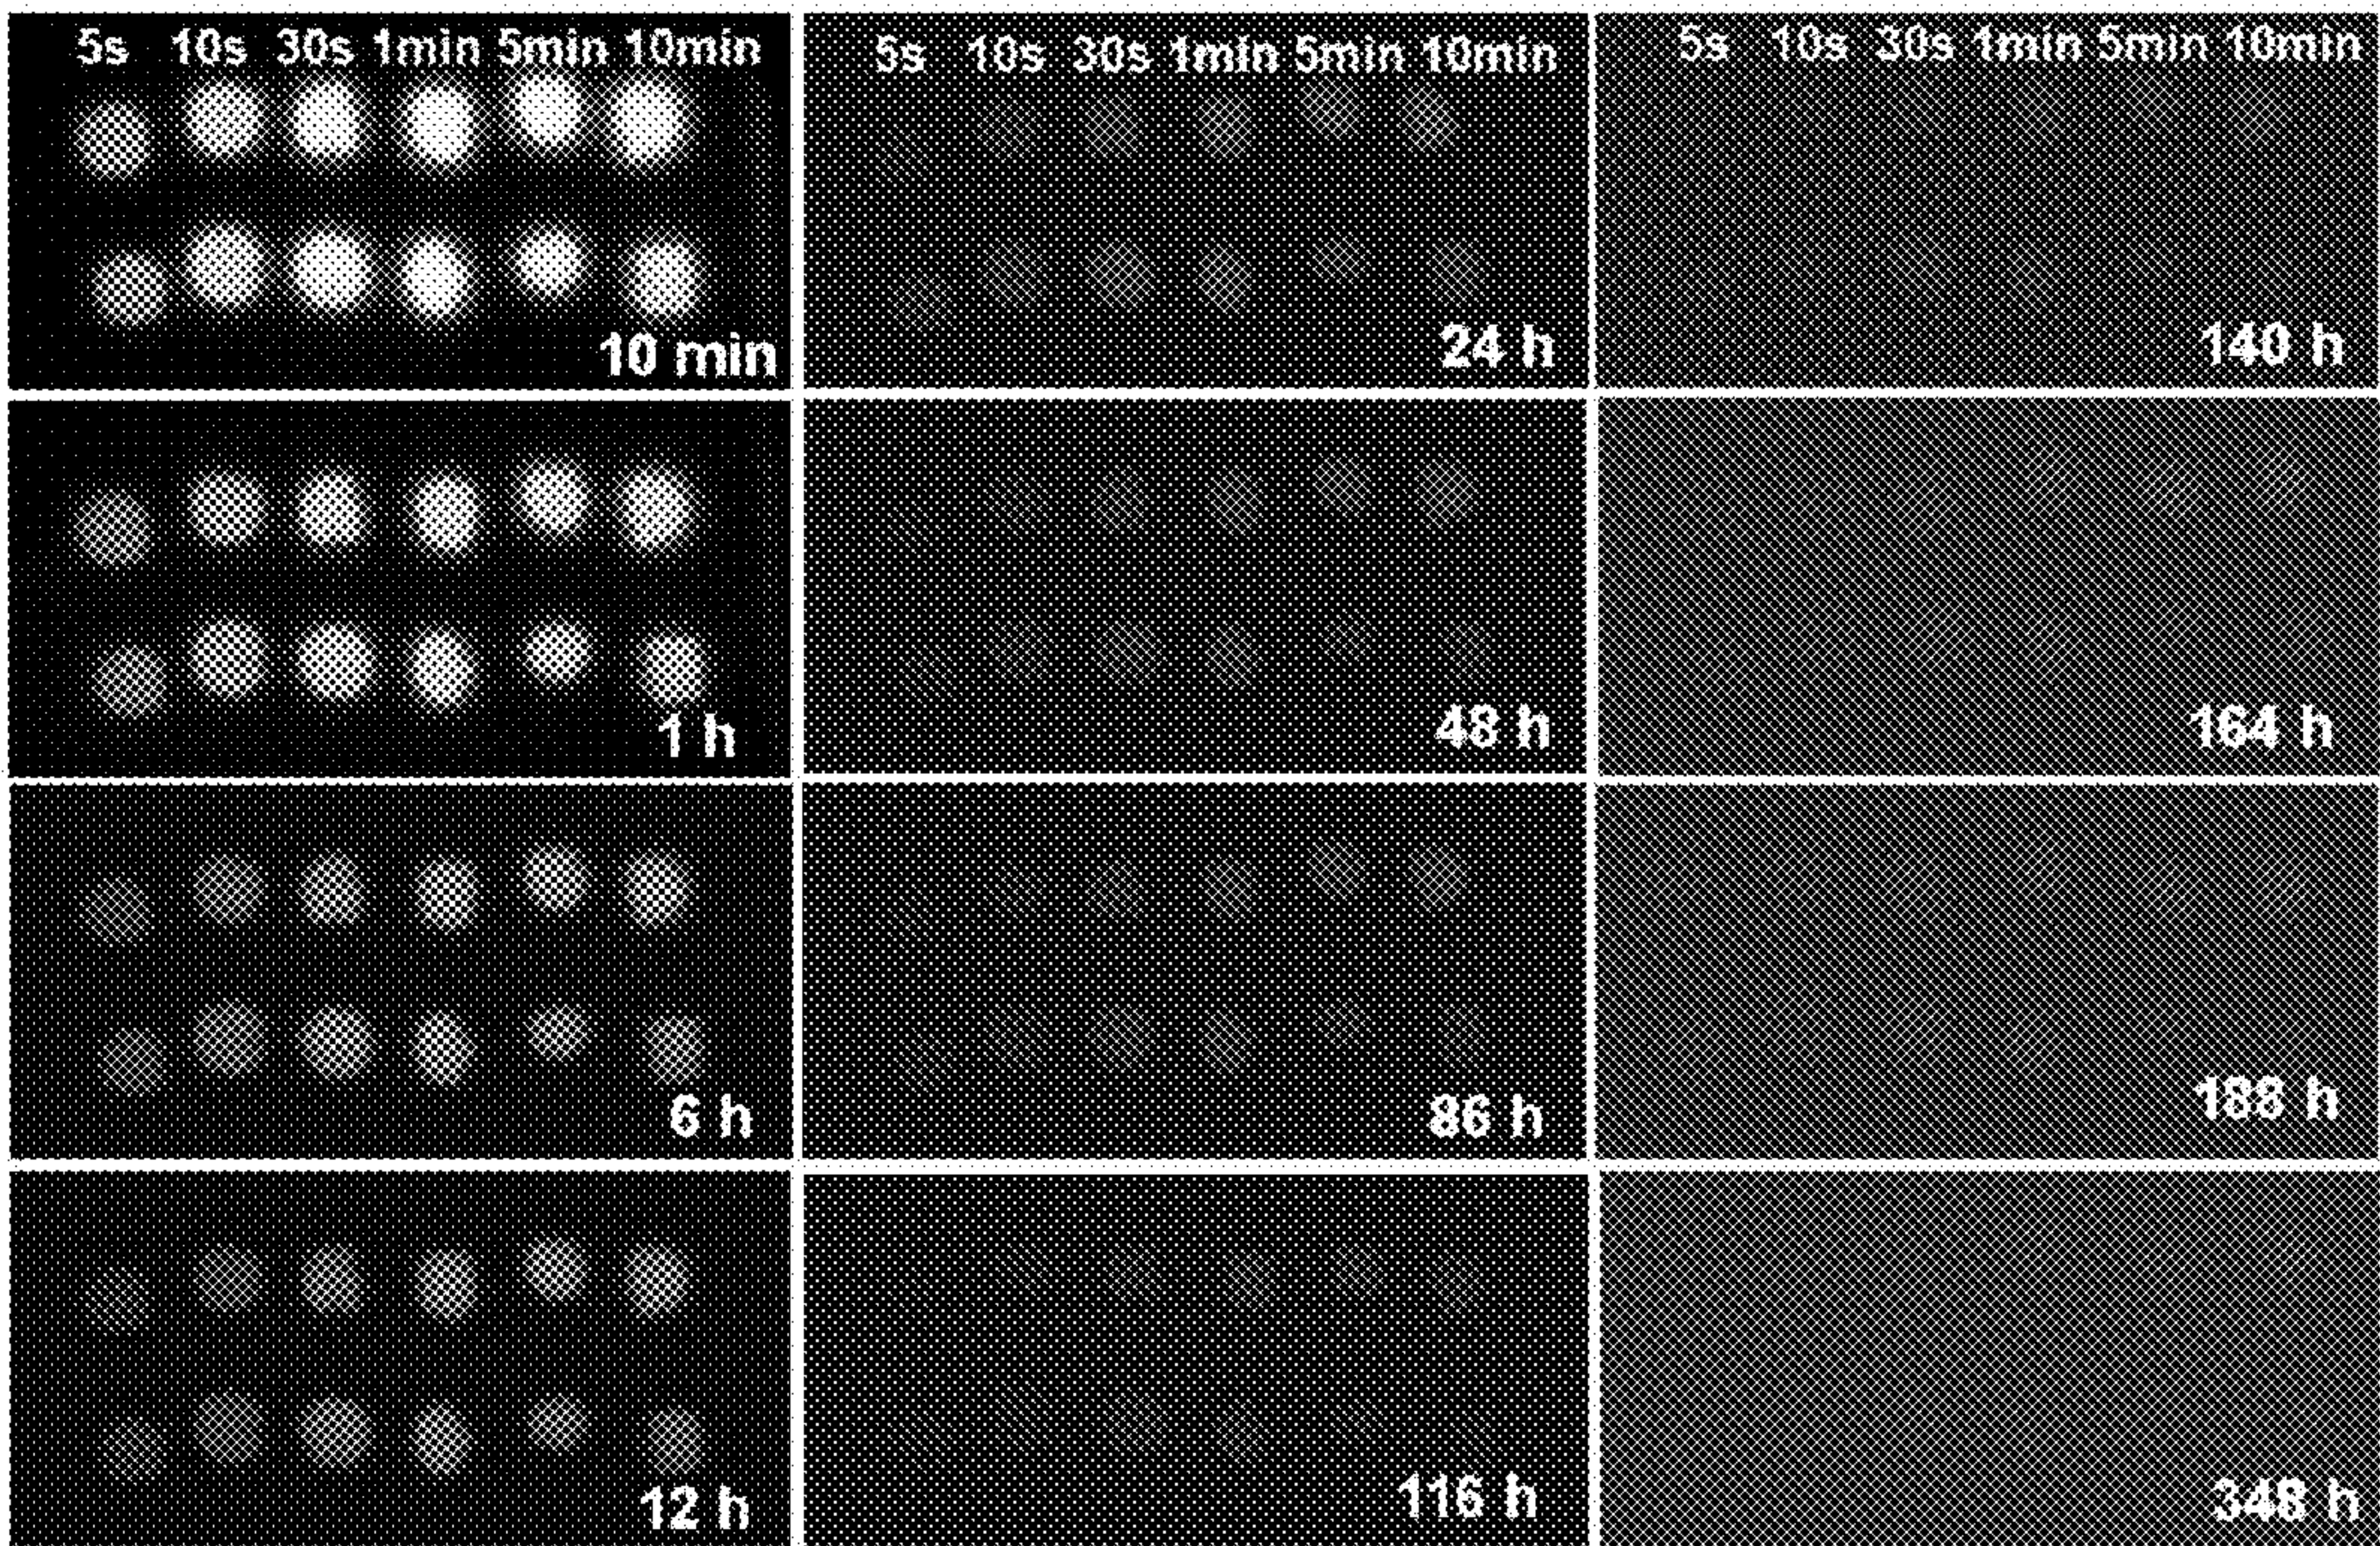 5s 10s 30s 1min 5min 10min
10 min
1 h
6 h
12 h
5s 10s 30s 1min 5min 10min
24 h
48 h
86 h
116 h
5s 10s 30s 1min 5min 10min
140 h
164 h
188 h
348 h